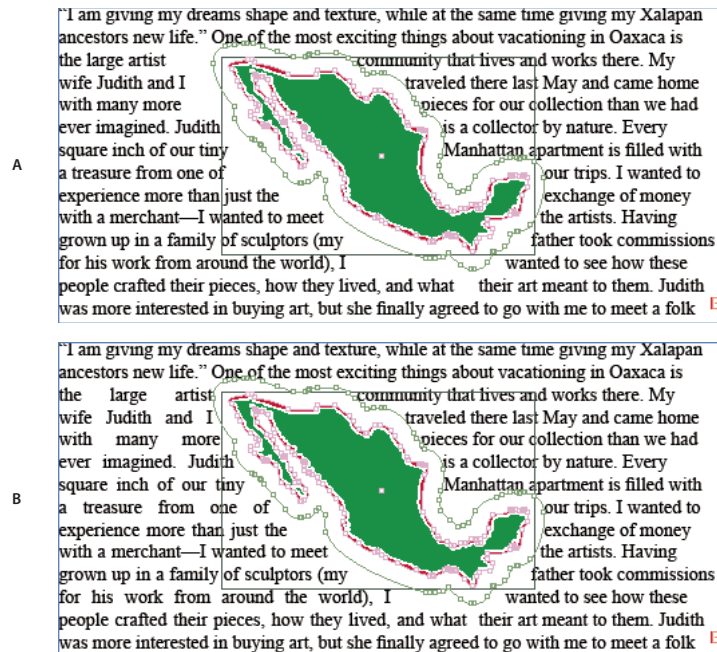 “I am giving my dreams shape and texture, while at the same time giving my Xalapan
ancestors new life.” One of the most exciting things about vacationing in Oaxaca is
the large artist community that lives and works there. My
wife Judith and I traveled there last May and came home
with many more pieces for our collection than we had
ever imagined. Judith is a collector by nature. Every
square inch of our tiny Manhattan apartment is filled with
A
a treasure from one of our trips. I wanted to
experience more than just the exchange of money
with a merchant—I wanted to meet the artists. Having
grown up in a family of sculptors (my father took commissions
for his work from around the world), I wanted to see how these
people crafted their pieces, how they lived, and what their art meant to them. Judith
was more interested in buying art, but she finally agreed to go with me to meet a folk
“I am giving my dreams shape and texture, while at the same time giving my Xalapan
ancestors new life.” One of the most exciting things about vacationing in Oaxaca is
the large artist community that lives and works there. My
wife Judith and I traveled there last May and came home
with many more pieces for our collection than we had
ever imagined. Judith is a collector by nature. Every
square inch of our tiny Manhattan apartment is filled with
B
a treasure from one of our trips. I wanted to
experience more than just the exchange of money
with a merchant—I wanted to meet the artists. Having
grown up in a family of sculptors (my father took commissions
for his work from around the world), I wanted to see how these
people crafted their pieces, how they lived, and what their art meant to them. Judith
was more interested in buying art, but she finally agreed to go with me to meet a folk